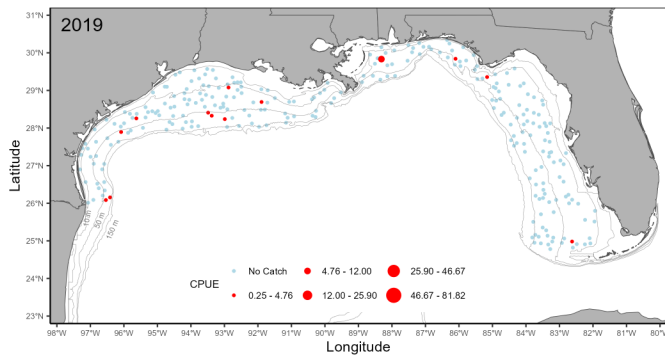 2019
31°N
30°N
29°N
28°N
27°N
26°N
25°N
24°N
23°N
Latitude
10 m
50 m
150 m
CPUE
No Catch
4.76 - 12.00
25.90 - 46.67
0.25 - 4.76
12.00 - 25.90
46.67 - 81.82
98°W 97°W 96°W 95°W 94°W 93°W 92°W 91°W 90°W 89°W 88°W 87°W 86°W 85°W 84°W 83°W 82°W 81°W 80°W
Longitude